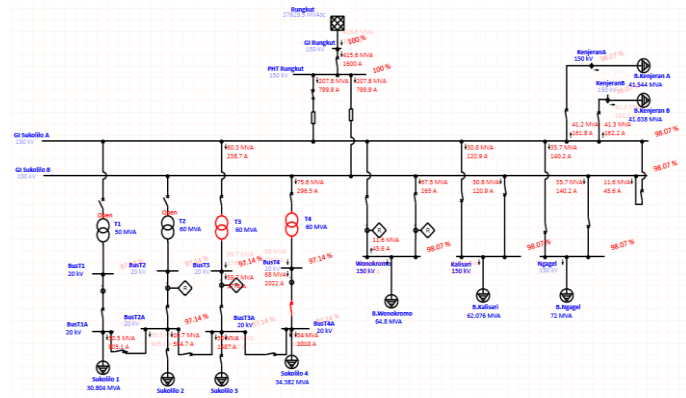 Rungkut
GI Rungkut
150 kV
100 %
415.6 MVA
1600 A
PHT Rungkut
150 kV
100 %
207.8 MVA
799.9 A
207.8 MVA
799.9 A
KenjeranA
150 kV
98.07 %
B.Kenjeran A
41,544 MVA
KenjeranB
150 kV
B.Kenjeran B
41,638 MVA
41.2 MVA
161.8 A
41.3 MVA
162.2 A
GI Sukolilo A
150 kV
98.07 %
60.3 MVA
236.7 A
30.8 MVA
120.9 A
35.7 MVA
140.2 A
GI Sukolilo B
150 kV
98.07 %
75.6 MVA
296.5 A
67.5 MVA
265 A
30.8 MVA
120.9 A
35.7 MVA
140.2 A
11.6 MVA
45.6 A
Open
T1
50 MVA
Open
T2
60 MVA
T3
60 MVA
T4
60 MVA
R
R
11.6 MVA
45.6 A
98.07 %
98.07 %
98.07 %
BusT1
20 kV
BusT2
20 kV
97.14 %
BusT3
20 kV
BusT4
20 kV
97.14 %
68 MVA
2022 A
R
R
Wonokromo
150 kV
Kalisari
150 kV
Ngagel
150 kV
B.Wonokromo
64.8 MVA
B.Kalisari
62.076 MVA
B.Ngagel
72 MVA
BusT1A
20 kV
BusT2A
20 kV
97.14 %
BusT3A
20 kV
BusT4A
20 kV
34 MVA
1010 A
Sukolilo 1
30.804 MVA
Sukolilo 2
Sukolilo 3
Sukolilo 4
34.382 MVA